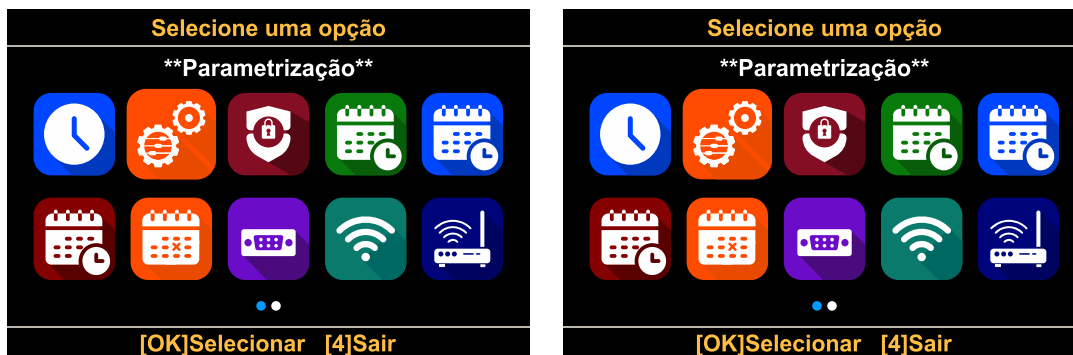 Selecione uma opção
**Parametrização**
[OK]Selecionar [4]Sair
Selecione uma opção
**Parametrização**
[OK]Selecionar [4]Sair